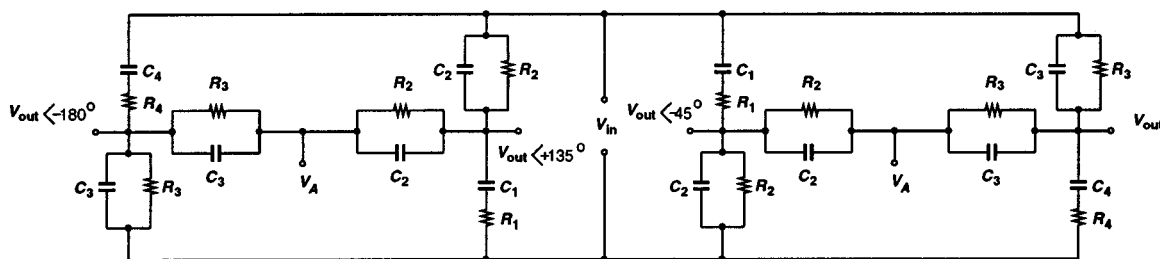 C4
R4
Vout <-180°
C3
R3
R3
C3
VA
R2
C2
C2
R2
Vout <+135°
C1
R1
Vin
C1
R1
Vout <-45°
C2
R2
R2
C2
VA
R3
C3
C3
R3
Vout
C4
R4